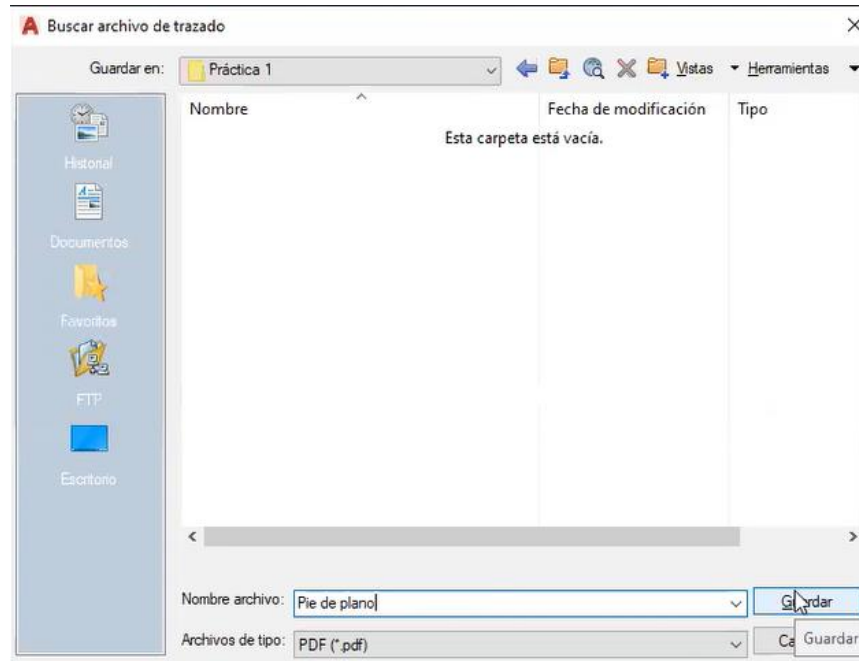 Buscar archivo de trazado
Guardar en: Práctica 1 Vistas Herramientas
Nombre Fecha de modificación Tipo
Esta carpeta está vacía.
Historial
Documentos
Favoritos
FTP
Escritorio
Nombre archivo: Pie de plano Guardar
Archivos de tipo: PDF (*.pdf) Guardar